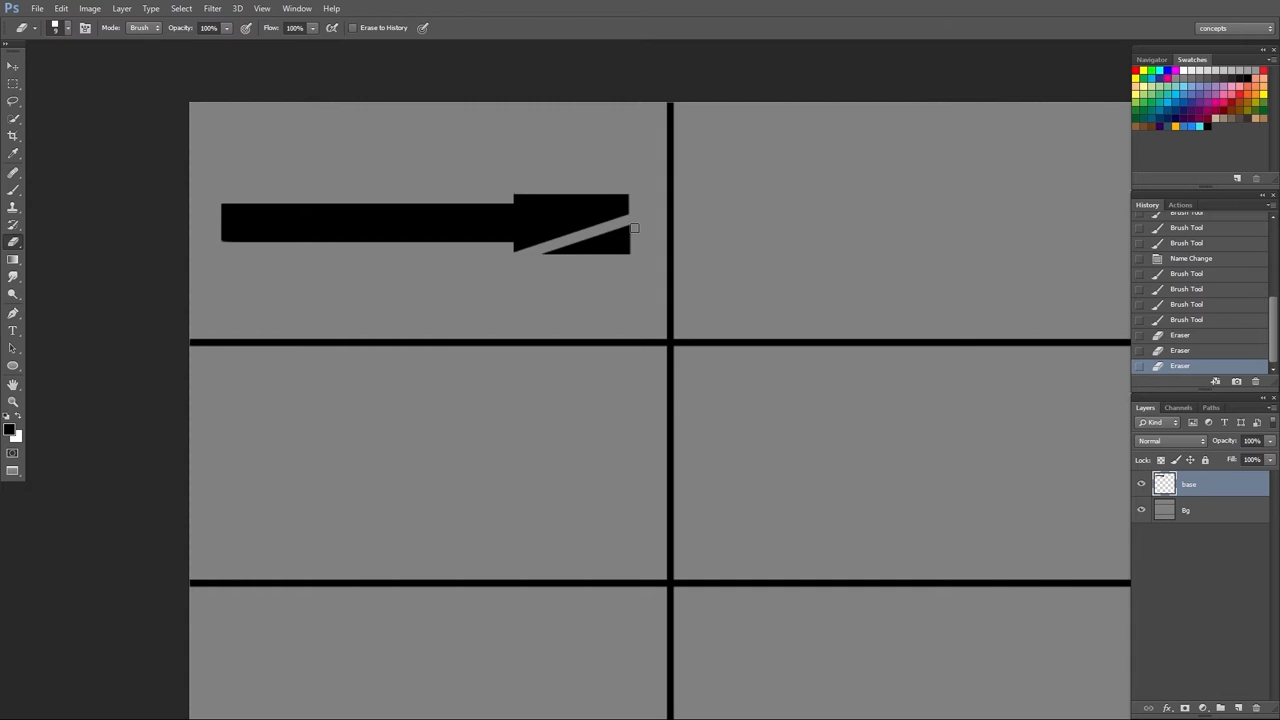 Ps File Edit Image Layer Type Select Filter 3D View Window Help
9 Mode: Brush Opacity: 100% Flow: 100% Erase to History concepts
Navigator Swatches
History Actions
Brush Tool
Brush Tool
Brush Tool
Name Change
Brush Tool
Brush Tool
Brush Tool
Brush Tool
Eraser
Eraser
Eraser
Layers Channels Paths
Kind
Normal Opacity: 100%
Lock: Fill: 100%
base
Bg